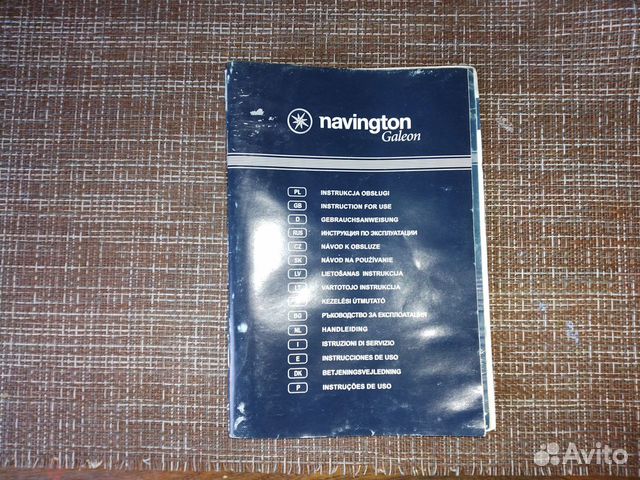 navington
Galeon
PL INSTRUKCJA OBSŁUGI
GB INSTRUCTION FOR USE
D GEBRAUCHSANWEISUNG
RUS ИНСТРУКЦИЯ ПО ЭКСПЛУАТАЦИИ
CZ NÁVOD K OBSLUZE
SK NÁVOD NA POUŽÍVANIE
LV LIETOŠANAS INSTRUKCIJA
LT VARTOTOJO INSTRUKCIJA
KEZELÉSI ÚTMUTATÓ
BG РЪКОВОДСТВО ЗА ЕКСПЛОАТАЦИЯ
NL HANDLEIDING
I ISTRUZIONI DI SERVIZIO
E INSTRUCCIONES DE USO
DK BETJENINGSVEJLEDNING
P INSTRUÇÕES DE USO
Avito